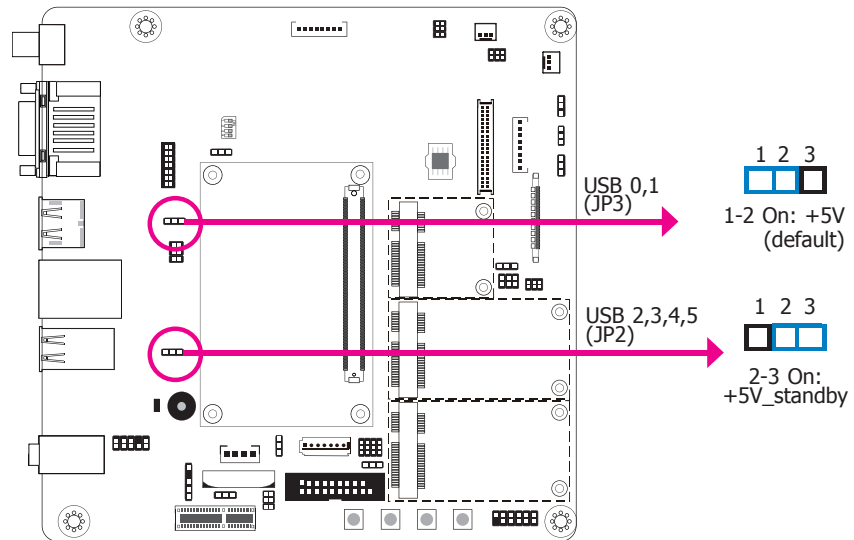 USB 0,1
(JP3)
1 2 3
1-2 On: +5V
(default)
USB 2,3,4,5
(JP2)
1 2 3
2-3 On:
+5V_standby